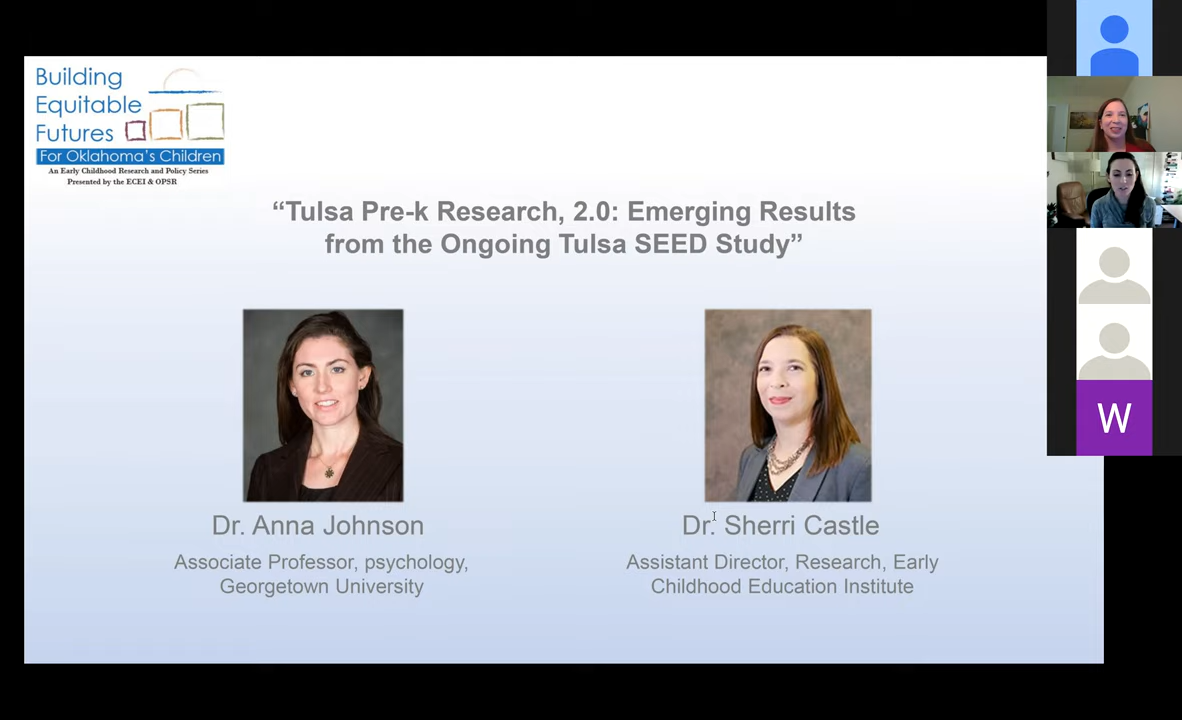 Building
Equitable
Futures
For Oklahoma's Children
An Early Childhood Research and Policy Series
Presented by the ECEI & OPSR
“Tulsa Pre-k Research, 2.0: Emerging Results
from the Ongoing Tulsa SEED Study”
Dr. Anna Johnson
Associate Professor, psychology,
Georgetown University
Dr. Sherri Castle
Assistant Director, Research, Early
Childhood Education Institute
W